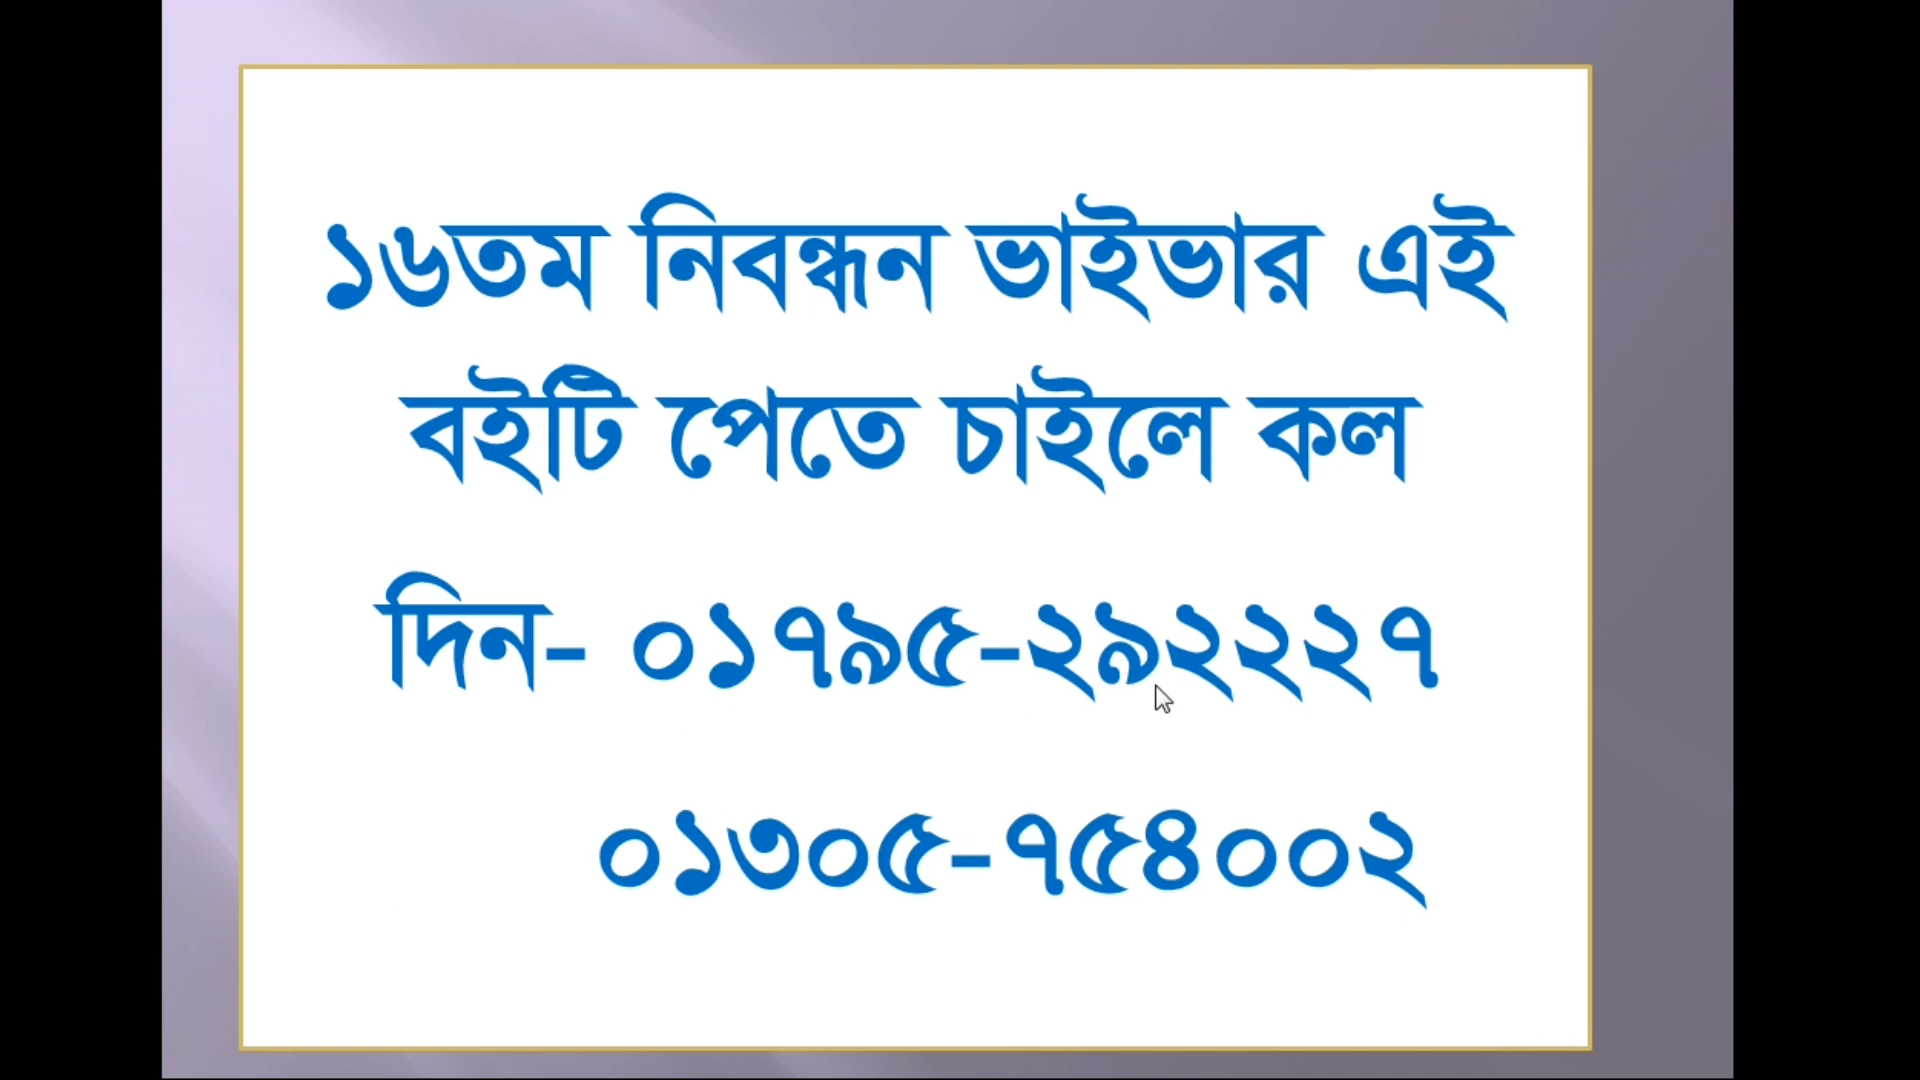 ১৬তম নিবন্ধন ভাইভার এই
বইটি পেতে চাইলে কল
দিন- ০১৭৯৫-২৯২২২৭
০১৩০৫-৭৫৪০০২